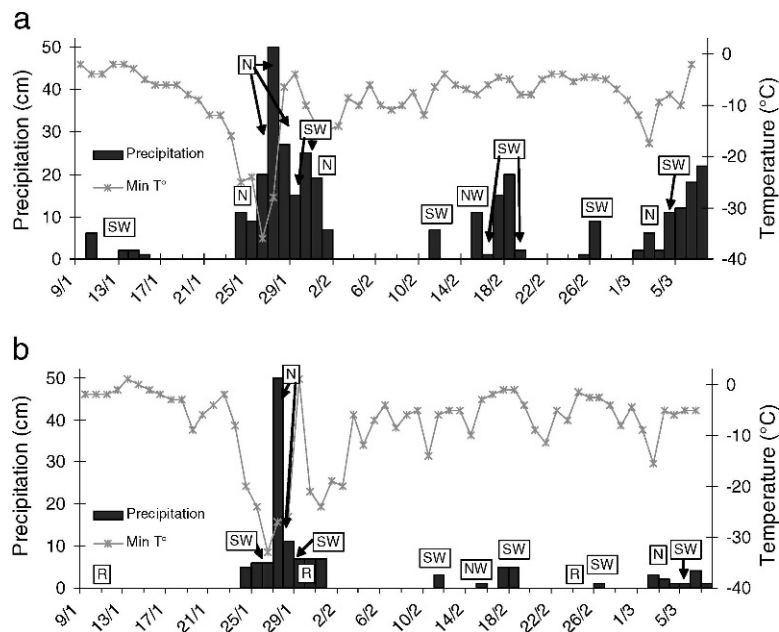 a
Precipitation (cm)
Temperature (°C)
50
40
30
20
10
0
0
-10
-20
-30
-40
Precipitation
Min T°
SW
N
N
SW
N
SW
NW
SW
SW
N
SW
9/1
13/1
17/1
21/1
25/1
29/1
2/2
6/2
10/2
14/2
18/2
22/2
26/2
1/3
5/3
b
Precipitation (cm)
Temperature (°C)
50
40
30
20
10
0
0
-10
-20
-30
-40
Precipitation
Min T°
R
SW
N
SW
R
SW
NW
SW
R
SW
N
SW
9/1
13/1
17/1
21/1
25/1
29/1
2/2
6/2
10/2
14/2
18/2
22/2
26/2
1/3
5/3